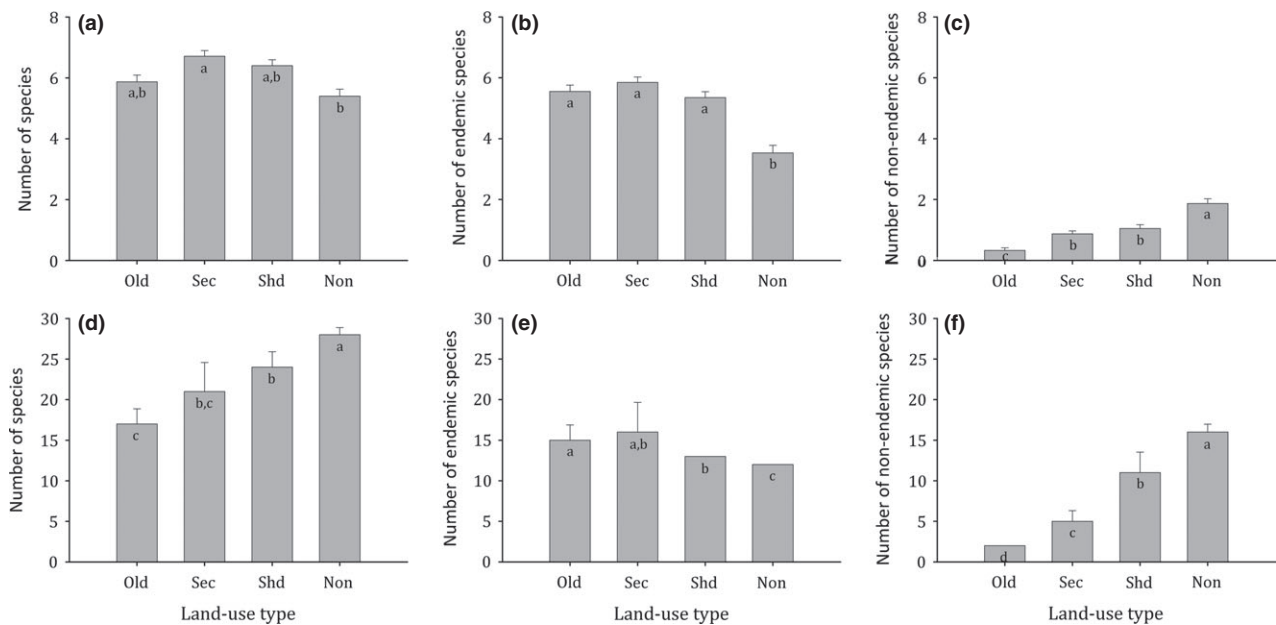 (a)
Number of species
8
6
4
2
0
a,b
a
a,b
b
Old Sec Shd Non
(b)
Number of endemic species
8
6
4
2
0
a
a
a
b
Old Sec Shd Non
(c)
Number of non-endemic species
8
6
4
2
0
c
b
b
a
Old Sec Shd Non
(d)
Number of species
30
25
20
15
10
5
0
c
b,c
b
a
Old Sec Shd Non
Land-use type
(e)
Number of endemic species
30
25
20
15
10
5
0
a
a,b
b
c
Old Sec Shd Non
Land-use type
(f)
Number of non-endemic species
30
25
20
15
10
5
0
d
c
b
a
Old Sec Shd Non
Land-use type